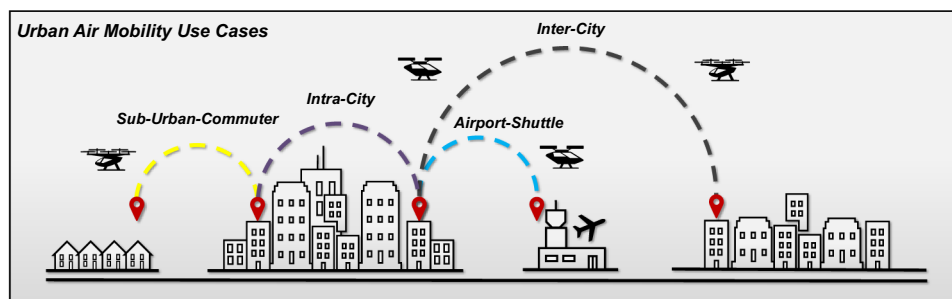 Urban Air Mobility Use Cases
Inter-City
Intra-City
Sub-Urban-Commuter
Airport-Shuttle